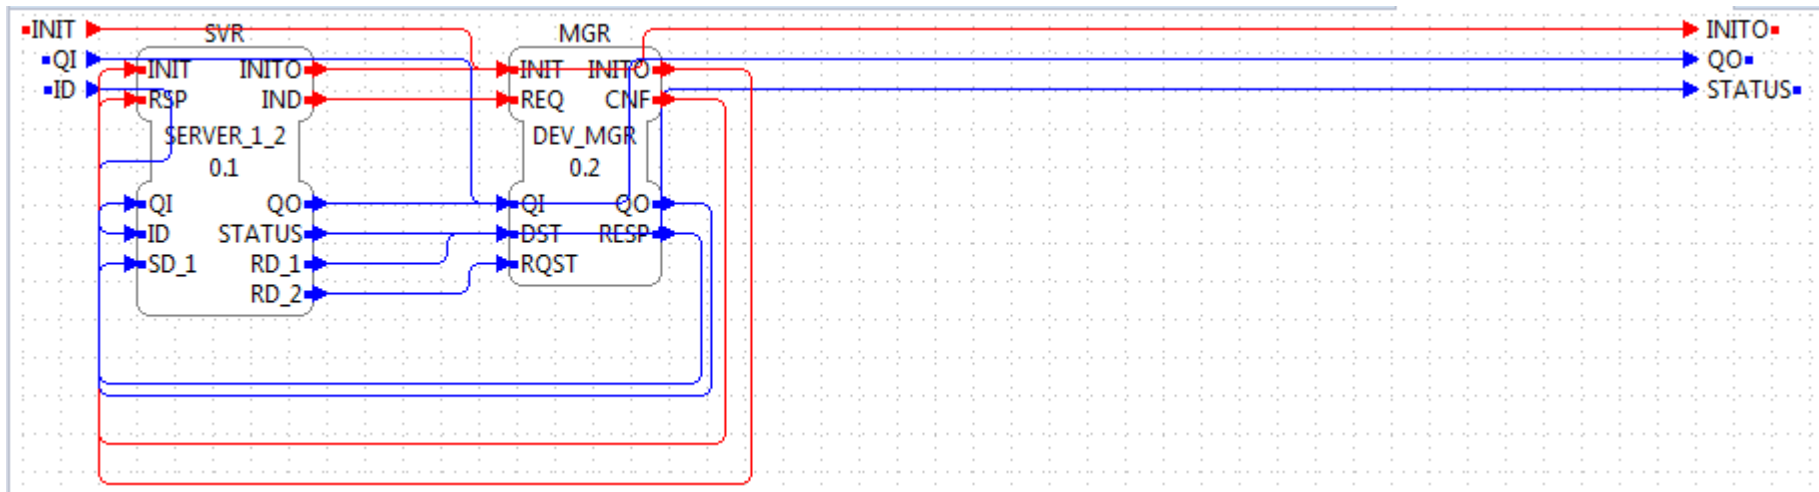 INIT SVR MGR INITO
QI QO
INIT INITO INIT INITO
ID STATUS
RSP IND REQ CNF
SERVER_1_2 DEV_MGR
0.1 0.2
QI QO QI QO
ID STATUS DST RESP
SD_1 RD_1 RQST
RD_2